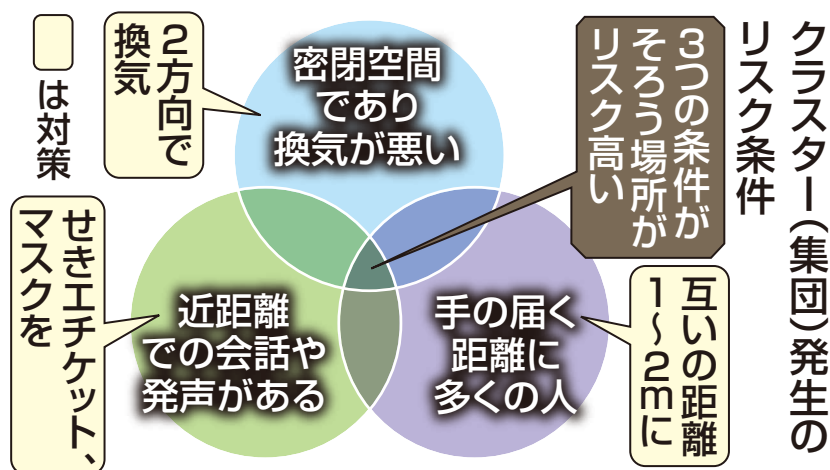 クラスター(集団)発生の
リスク条件
3つの条件が
そろう場所が
リスク高い
密閉空間
であり
換気が悪い
2方向で
換気
近距離
での会話や
発声がある
せきエチケット、
マスクを
手の届く
距離に
多くの人
互いの距離
1〜2mに
は対策